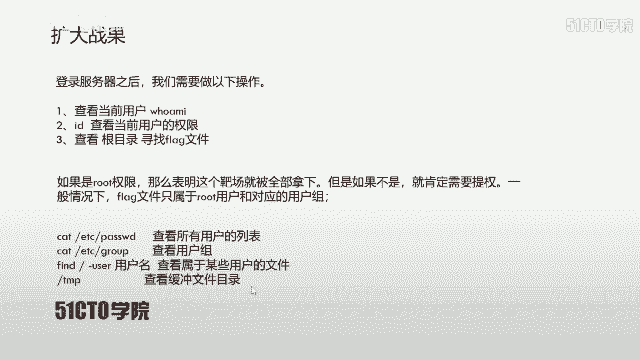 扩大战果
51CTO学院
登录服务器之后，我们需要做以下操作。
1、查看当前用户 whoami
2、id 查看当前用户的权限
3、查看 根目录 寻找flag文件
如果是root权限，那么表明这个靶场就被全部拿下。但是如果不是，就肯定需要提权。一
般情况下，flag文件只属于root用户和对应的用户组；
cat /etc/passwd 查看所有用户的列表
cat /etc/group 查看用户组
find / -user 用户名 查看属于某些用户的文件
/tmp 查看缓冲文件目录
51CTO学院